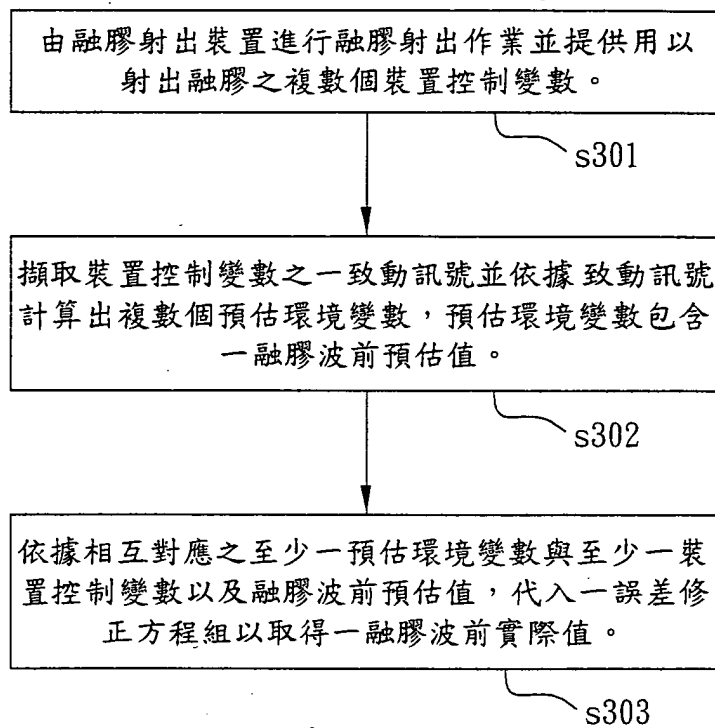 由融膠射出裝置進行融膠射出作業並提供用以
射出融膠之複數個裝置控制變數。
s301
擷取裝置控制變數之一致動訊號並依據致動訊號
計算出複數個預估環境變數,預估環境變數包含
一融膠波前預估值。
s302
依據相互對應之至少一預估環境變數與至少一裝
置控制變數以及融膠波前預估值,代入一誤差修
正方程組以取得一融膠波前實際值。
s303